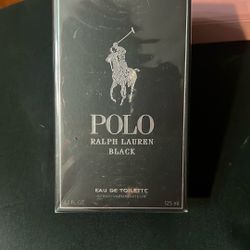 POLO
RALPH LAUREN
BLACK
EAU DE TOILETTE
125 ml